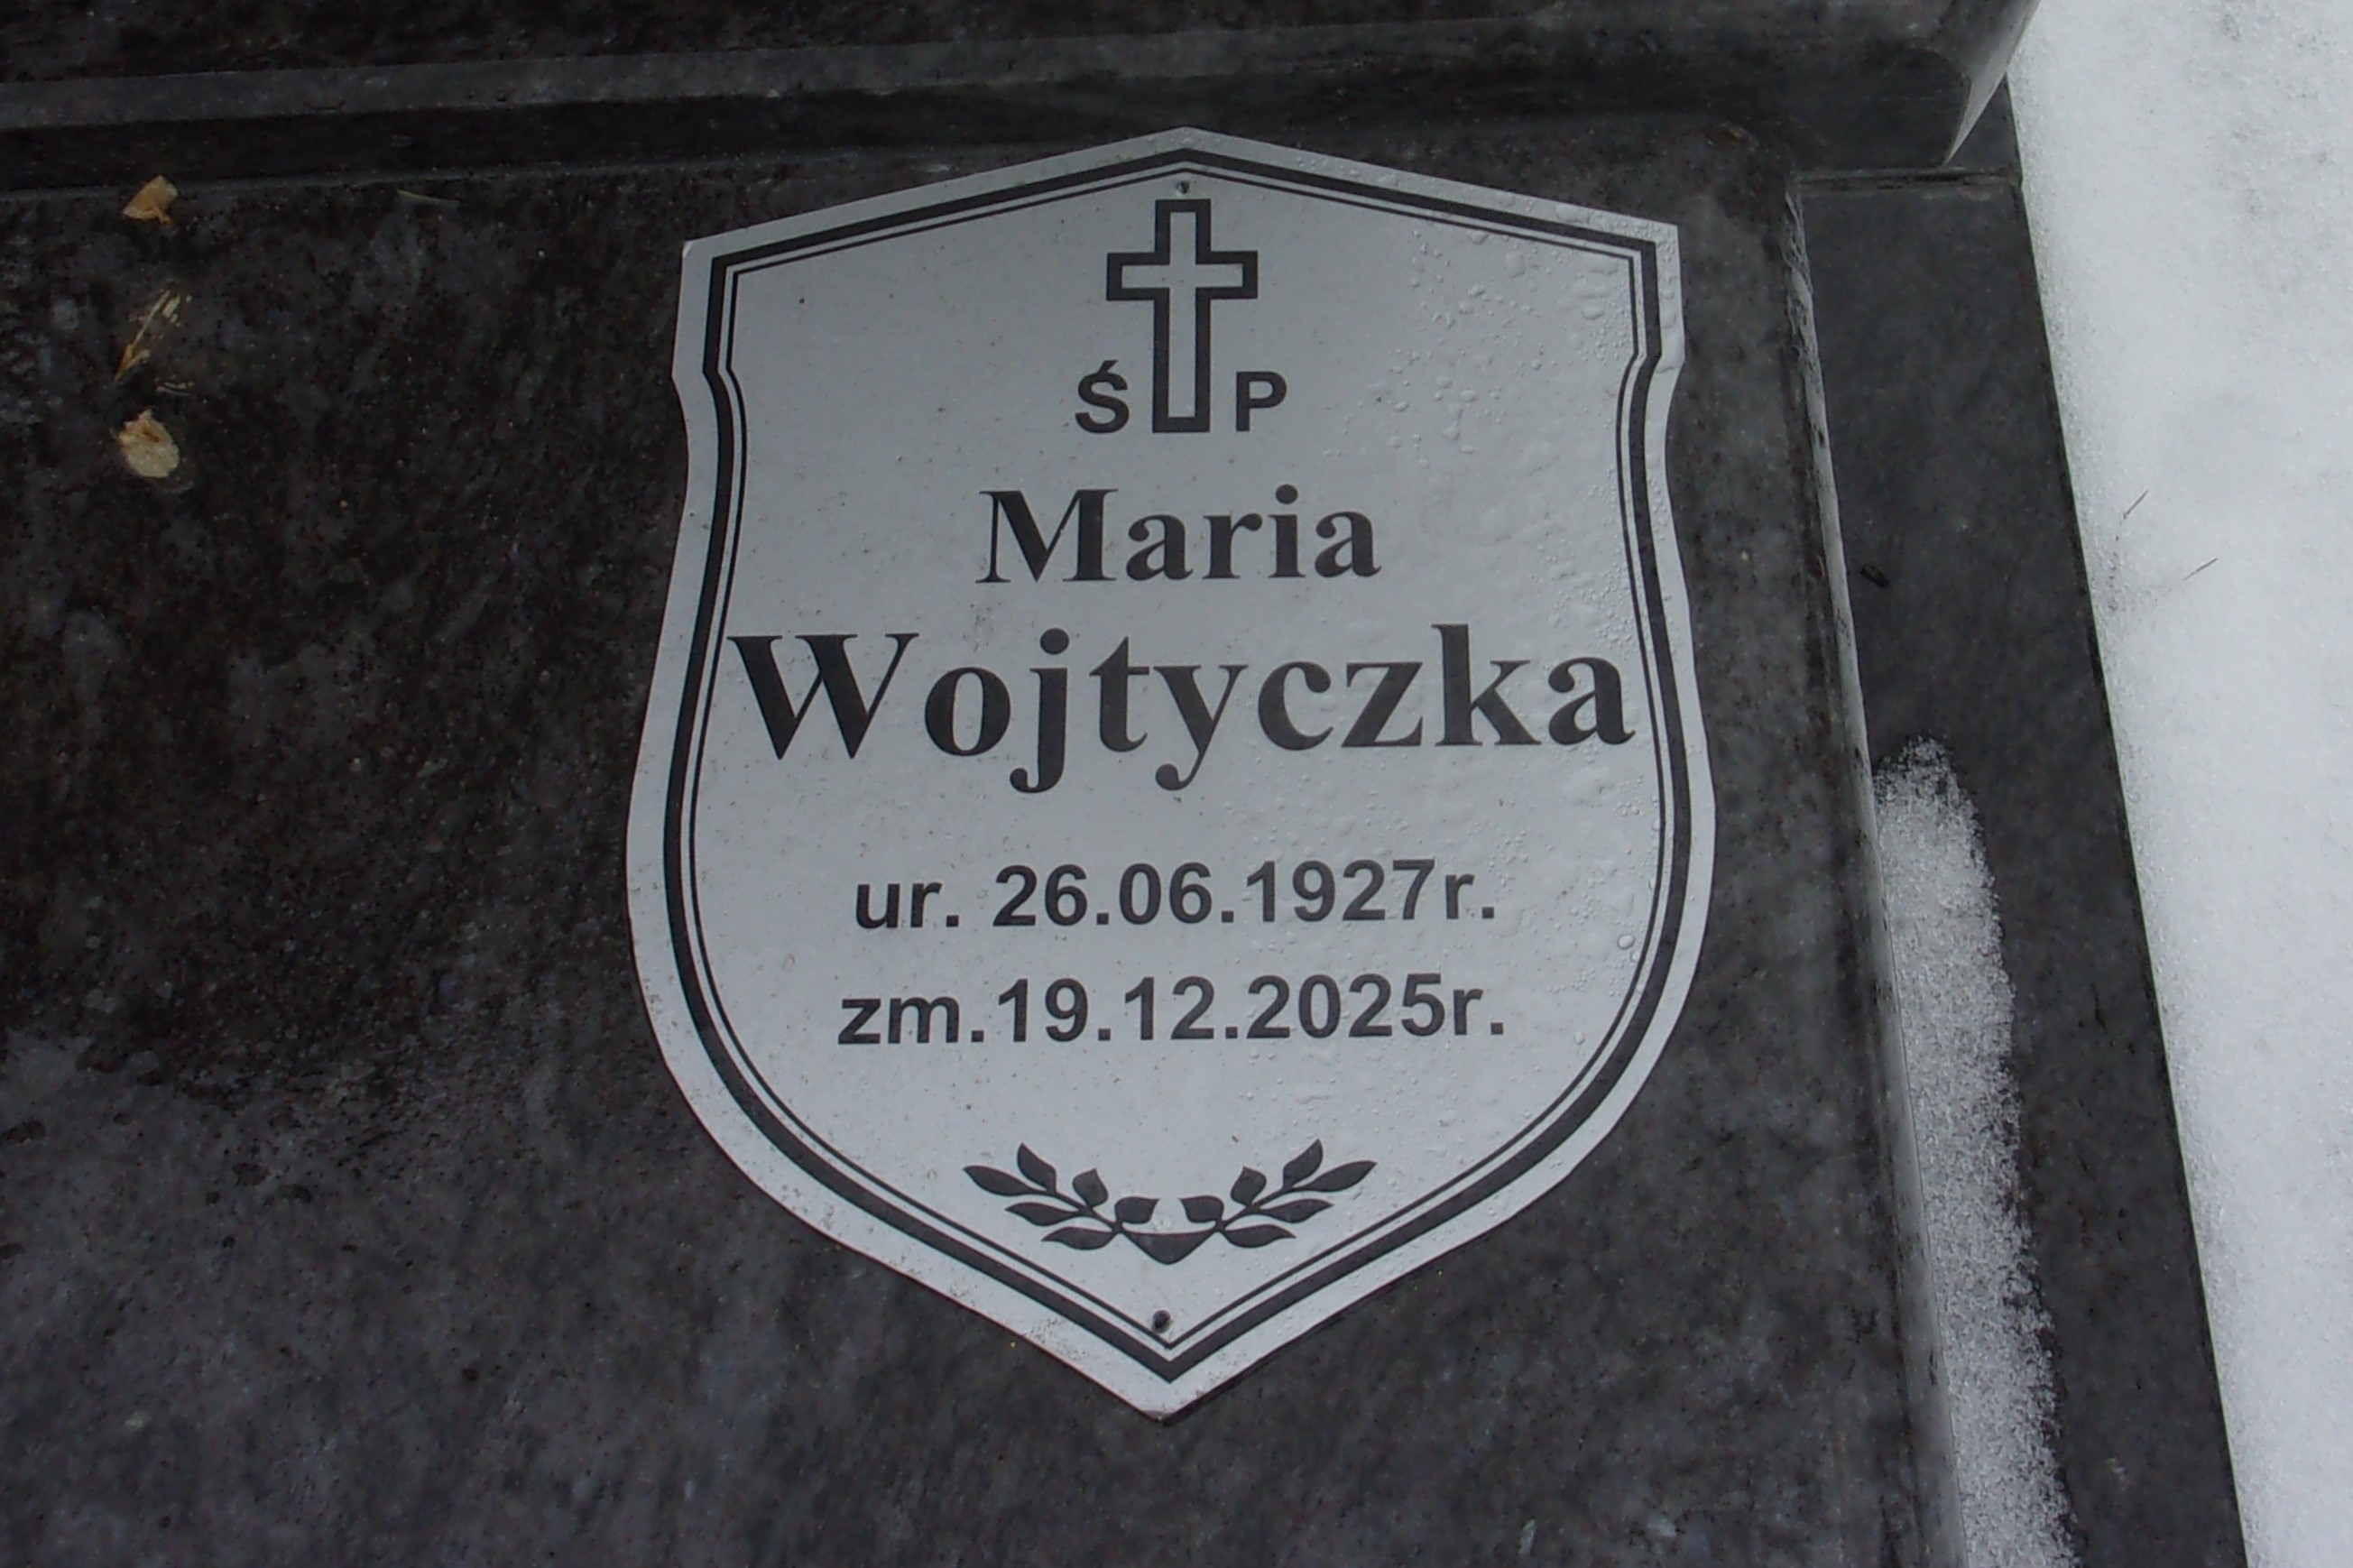 Ś P
Maria
Wojtyczka
ur. 26.06.1927r.
zm.19.12.2025r.